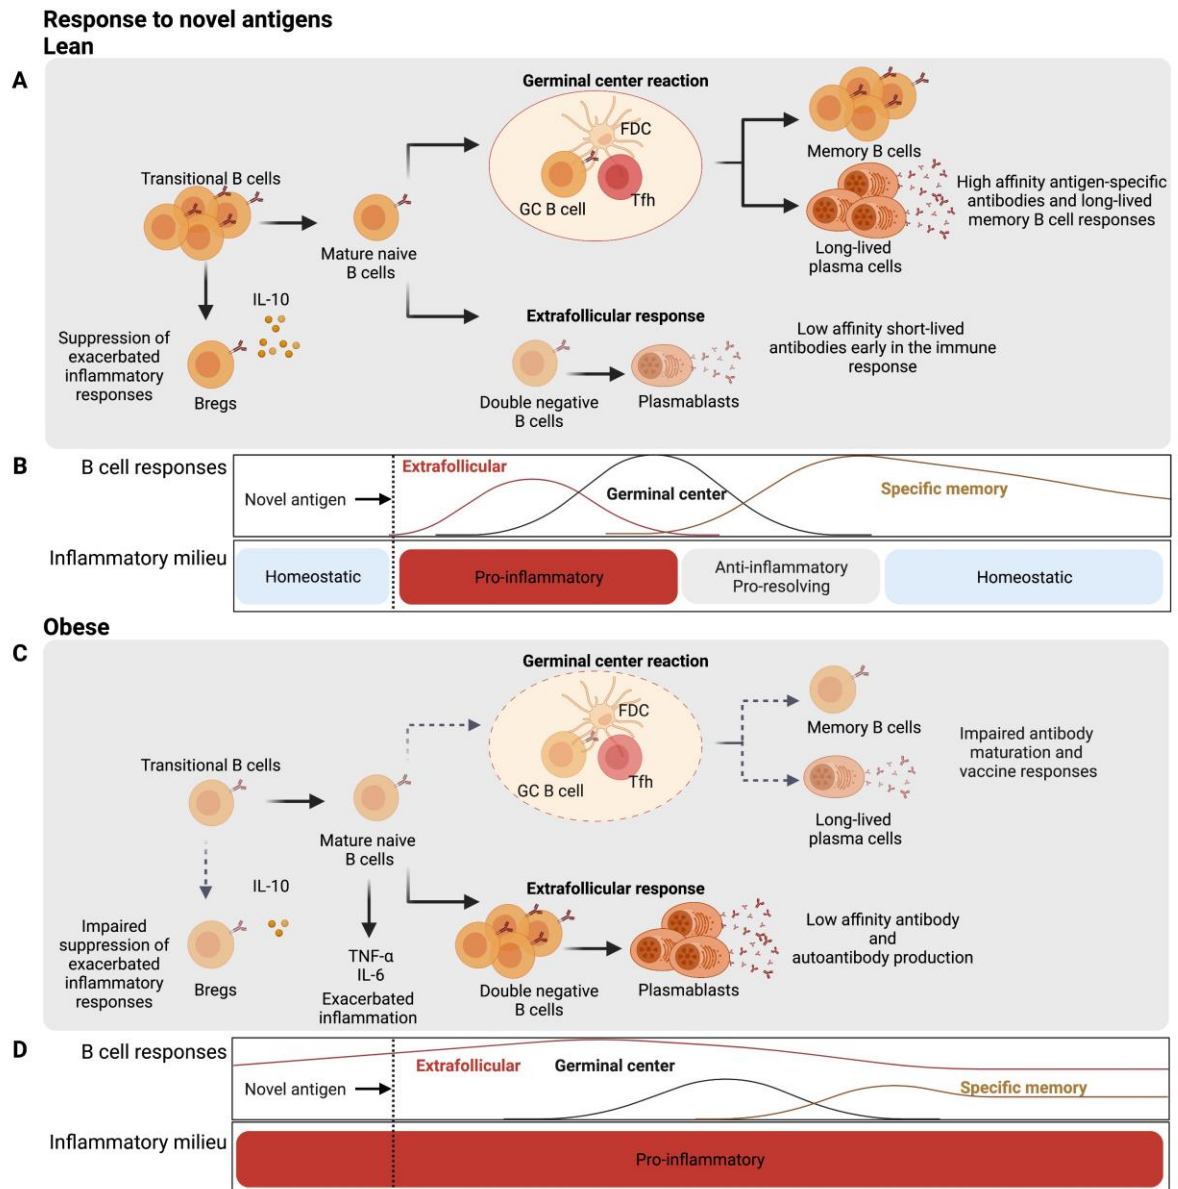 Response to novel antigens
Lean
A
Germinal center reaction
FDC
GC B cell
Tfh
Memory B cells
Long-lived
plasma cells
High affinity antigen-specific
antibodies and long-lived
memory B cell responses
Transitional B cells
Mature naive
B cells
IL-10
Suppression of
exacerbated
inflammatory
responses
Bregs
Extrafollicular response
Double negative
B cells
Plasmablasts
Low affinity short-lived
antibodies early in the immune
response
B
B cell responses
Novel antigen
Extrafollicular
Germinal center
Specific memory
Inflammatory milieu
Homeostatic
Pro-inflammatory
Anti-inflammatory
Pro-resolving
Homeostatic
Obese
C
Germinal center reaction
FDC
GC B cell
Tfh
Memory B cells
Long-lived
plasma cells
Impaired antibody
maturation and
vaccine responses
Transitional B cells
Mature naive
B cells
IL-10
Impaired
suppression of
exacerbated
inflammatory
responses
Bregs
TNF-α
IL-6
Exacerbated
inflammation
Extrafollicular response
Double negative
B cells
Plasmablasts
Low affinity antibody
and
autoantibody production
D
B cell responses
Novel antigen
Extrafollicular
Germinal center
Specific memory
Inflammatory milieu
Pro-inflammatory